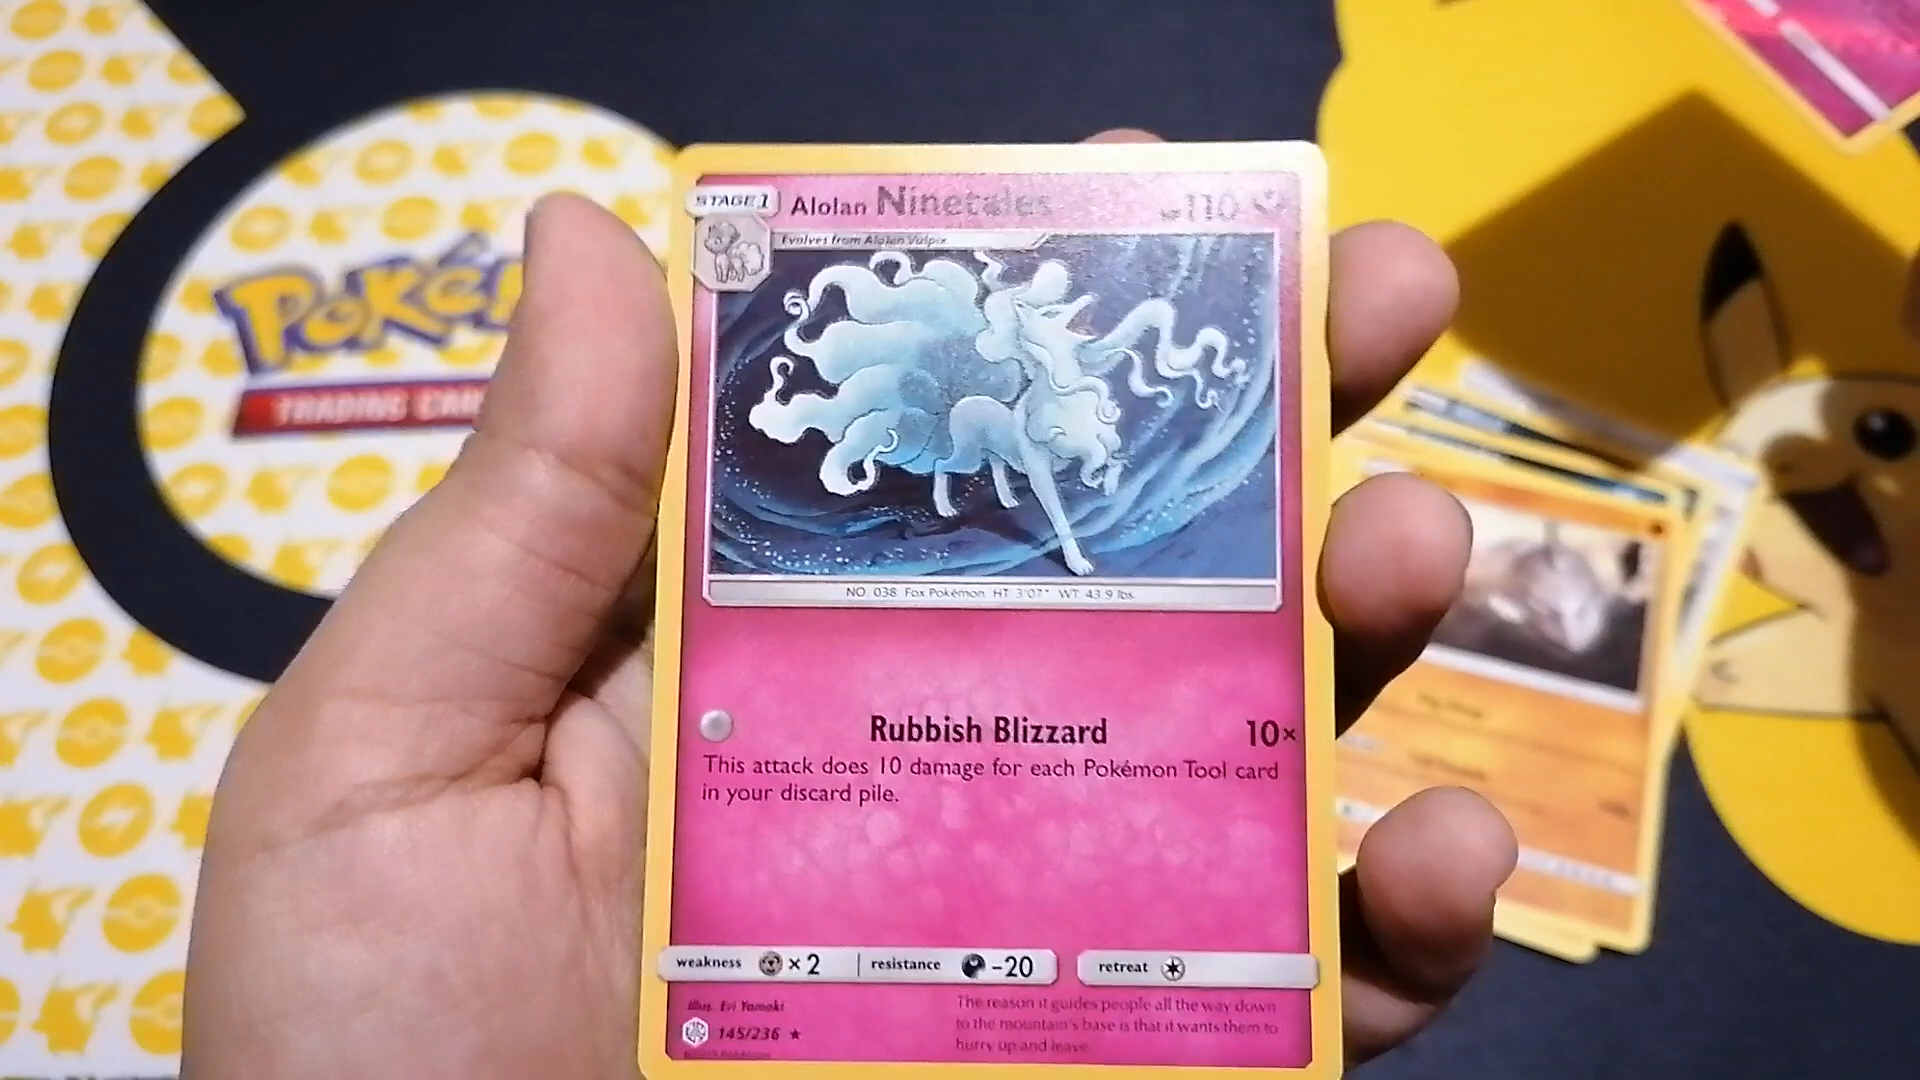 POKÉ
TRADING CAR
STAGE 1
Alolan Ninetales
HP110
Evolves from Alolan Vulpix
NO. 038 Fox Pokémon HT 3'07" WT 43.9 lbs.
Rubbish Blizzard 10×
This attack does 10 damage for each Pokémon Tool card
in your discard pile.
weakness ×2 resistance -20 retreat
Illus. Eri Yamaki
145/236 ★
The reason it guides people all the way down
to the mountain's base is that it wants them to
hurry up and leave.